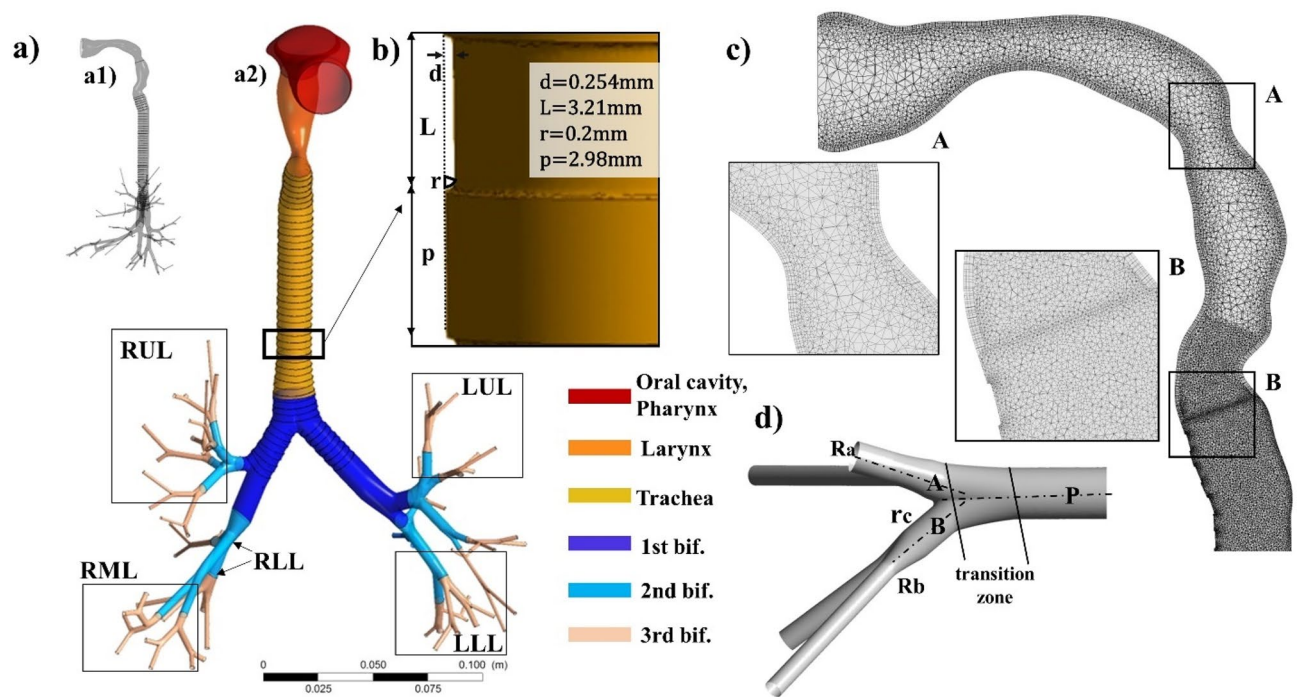 a)
a1)
a2)
b)
d
L
r
p
d=0.254mm
L=3.21mm
r=0.2mm
p=2.98mm
c)
A
A
B
B
RUL
LUL
RML
RLL
LLL
Oral cavity,
Pharynx
Larynx
Trachea
1st bif.
2nd bif.
3rd bif.
0 0.050 0.100 (m)
0.025 0.075
d)
Ra
A
P
rc
B
Rb
transition
zone